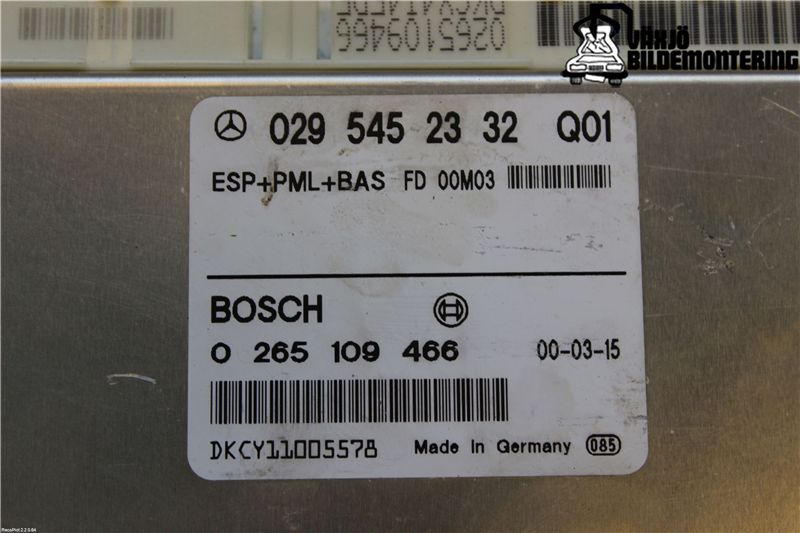 0265109466
VÄXJÖ
BILDEMONTERING
029 545 23 32 Q01
ESP+PML+BAS FD 00M03
BOSCH
0 265 109 466 00-03-15
DKCY11005578 Made in Germany 085